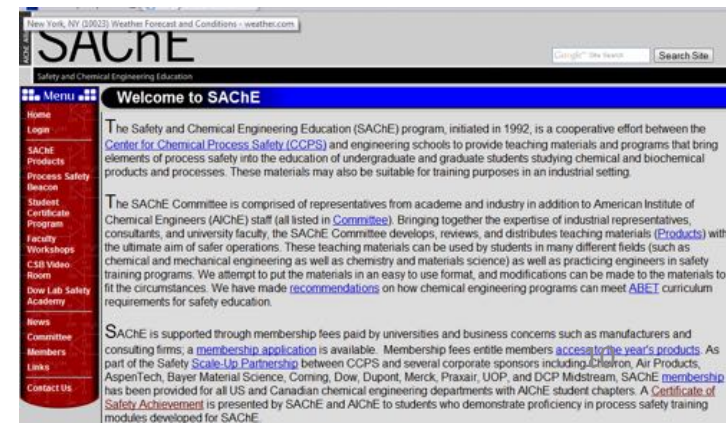 New York, NY (10023) Weather Forecast and Conditions - weather.com
SAChE
Search Site
Safety and Chemical Engineering Education
Menu
Home
Login
SAChE
Products
Process Safety
Beacon
Student
Certificate
Program
Faculty
Workshops
CSB Video
Room
Dow Lab Safety
Academy
News
Committee
Members
Links
Contact Us
Welcome to SAChE
The Safety and Chemical Engineering Education (SAChE) program, initiated in 1992, is a cooperative effort between the
Center for Chemical Process Safety (CCPS) and engineering schools to provide teaching materials and programs that bring
elements of process safety into the education of undergraduate and graduate students studying chemical and biochemical
products and processes. These materials may also be suitable for training purposes in an industrial setting.
The SAChE Committee is comprised of representatives from academe and industry in addition to American Institute of
Chemical Engineers (AIChE) staff (all listed in Committee). Bringing together the expertise of industrial representatives,
consultants, and university faculty, the SAChE Committee develops, reviews, and distributes teaching materials (Products) with
the ultimate aim of safer operations. These teaching materials can be used by students in many different fields (such as
chemical and mechanical engineering as well as chemistry and materials science) as well as practicing engineers in safety
training programs. We attempt to put the materials in an easy to use format, and modifications can be made to the materials to
fit the circumstances. We have made recommendations on how chemical engineering programs can meet ABET curriculum
requirements for safety education.
SAChE is supported through membership fees paid by universities and business concerns such as manufacturers and
consulting firms; a membership application is available. Membership fees entitle members access to the year's products. As
part of the Safety Scale-Up Partnership between CCPS and several corporate sponsors including Chevron, Air Products,
AspenTech, Bayer Material Science, Corning, Dow, Dupont, Merck, Praxair, UOP, and DCP Midstream, SAChE membership
has been provided for all US and Canadian chemical engineering departments with AIChE student chapters. A Certificate of
Safety Achievement is presented by SAChE and AIChE to students who demonstrate proficiency in process safety training
modules developed for SAChE.